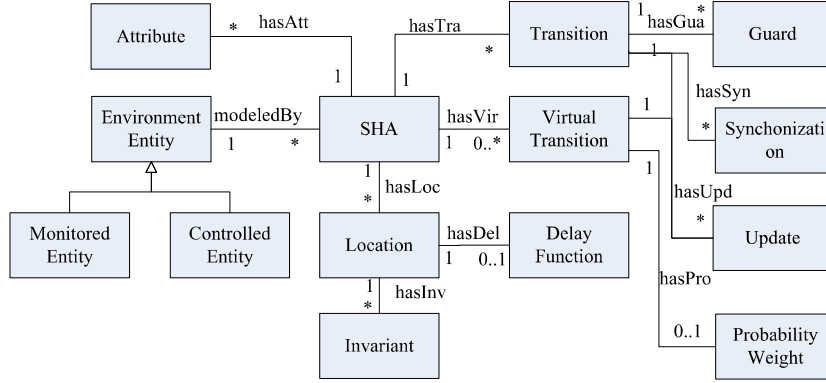 Attribute
*
hasAtt
1
hasTra
1
*
Transition
1
hasGua
*
Guard
1
hasSyn
*
Synchonizati
on
Environment
Entity
modeledBy
1
*
SHA
hasVir
1
0..*
Virtual
Transition
1
1
hasUpd
*
Update
1
hasLoc
*
Monitored
Entity
Controlled
Entity
Location
hasDel
1
0..1
Delay
Function
hasPro
0..1
Probability
Weight
1
hasInv
*
Invariant